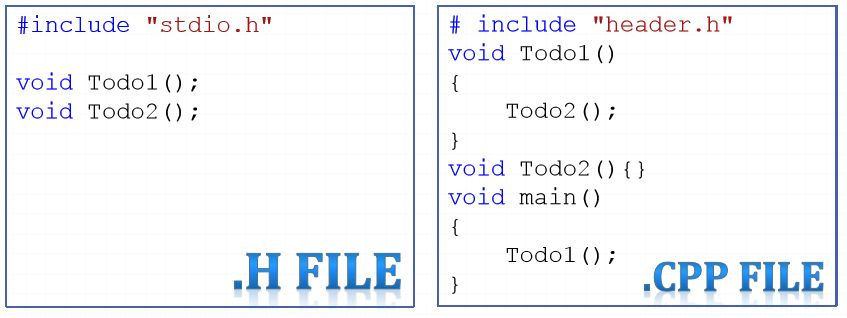 #include "stdio.h"
void Todo1();
void Todo2();
.H FILE
# include "header.h"
void Todo1()
{
    Todo2();
}
void Todo2(){}
void main()
{
    Todo1();
}
.CPP FILE